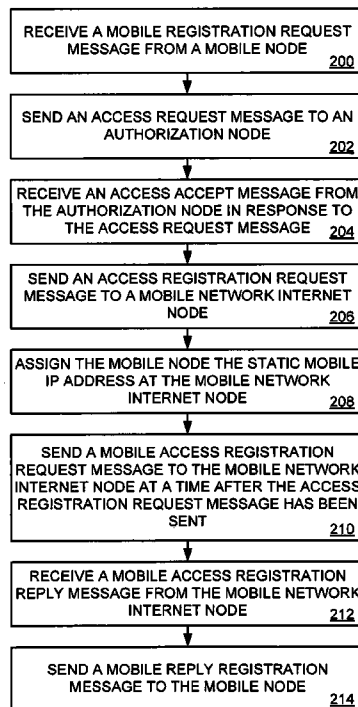 RECEIVE A MOBILE REGISTRATION REQUEST
MESSAGE FROM A MOBILE NODE
200
SEND AN ACCESS REQUEST MESSAGE TO AN
AUTHORIZATION NODE
202
RECEIVE AN ACCESS ACCEPT MESSAGE FROM
THE AUTHORIZATION NODE IN RESPONSE TO
THE ACCESS REQUEST MESSAGE
204
SEND AN ACCESS REGISTRATION REQUEST
MESSAGE TO A MOBILE NETWORK INTERNET
NODE
206
ASSIGN THE MOBILE NODE THE STATIC MOBILE
IP ADDRESS AT THE MOBILE NETWORK
INTERNET NODE
208
SEND A MOBILE ACCESS REGISTRATION
REQUEST MESSAGE TO THE MOBILE NETWORK
INTERNET NODE AT A TIME AFTER THE ACCESS
REGISTRATION REQUEST MESSAGE HAS BEEN
SENT
210
RECEIVE A MOBILE ACCESS REGISTRATION
REPLY MESSAGE FROM THE MOBILE NETWORK
INTERNET NODE
212
SEND A MOBILE REPLY REGISTRATION
MESSAGE TO THE MOBILE NODE
214